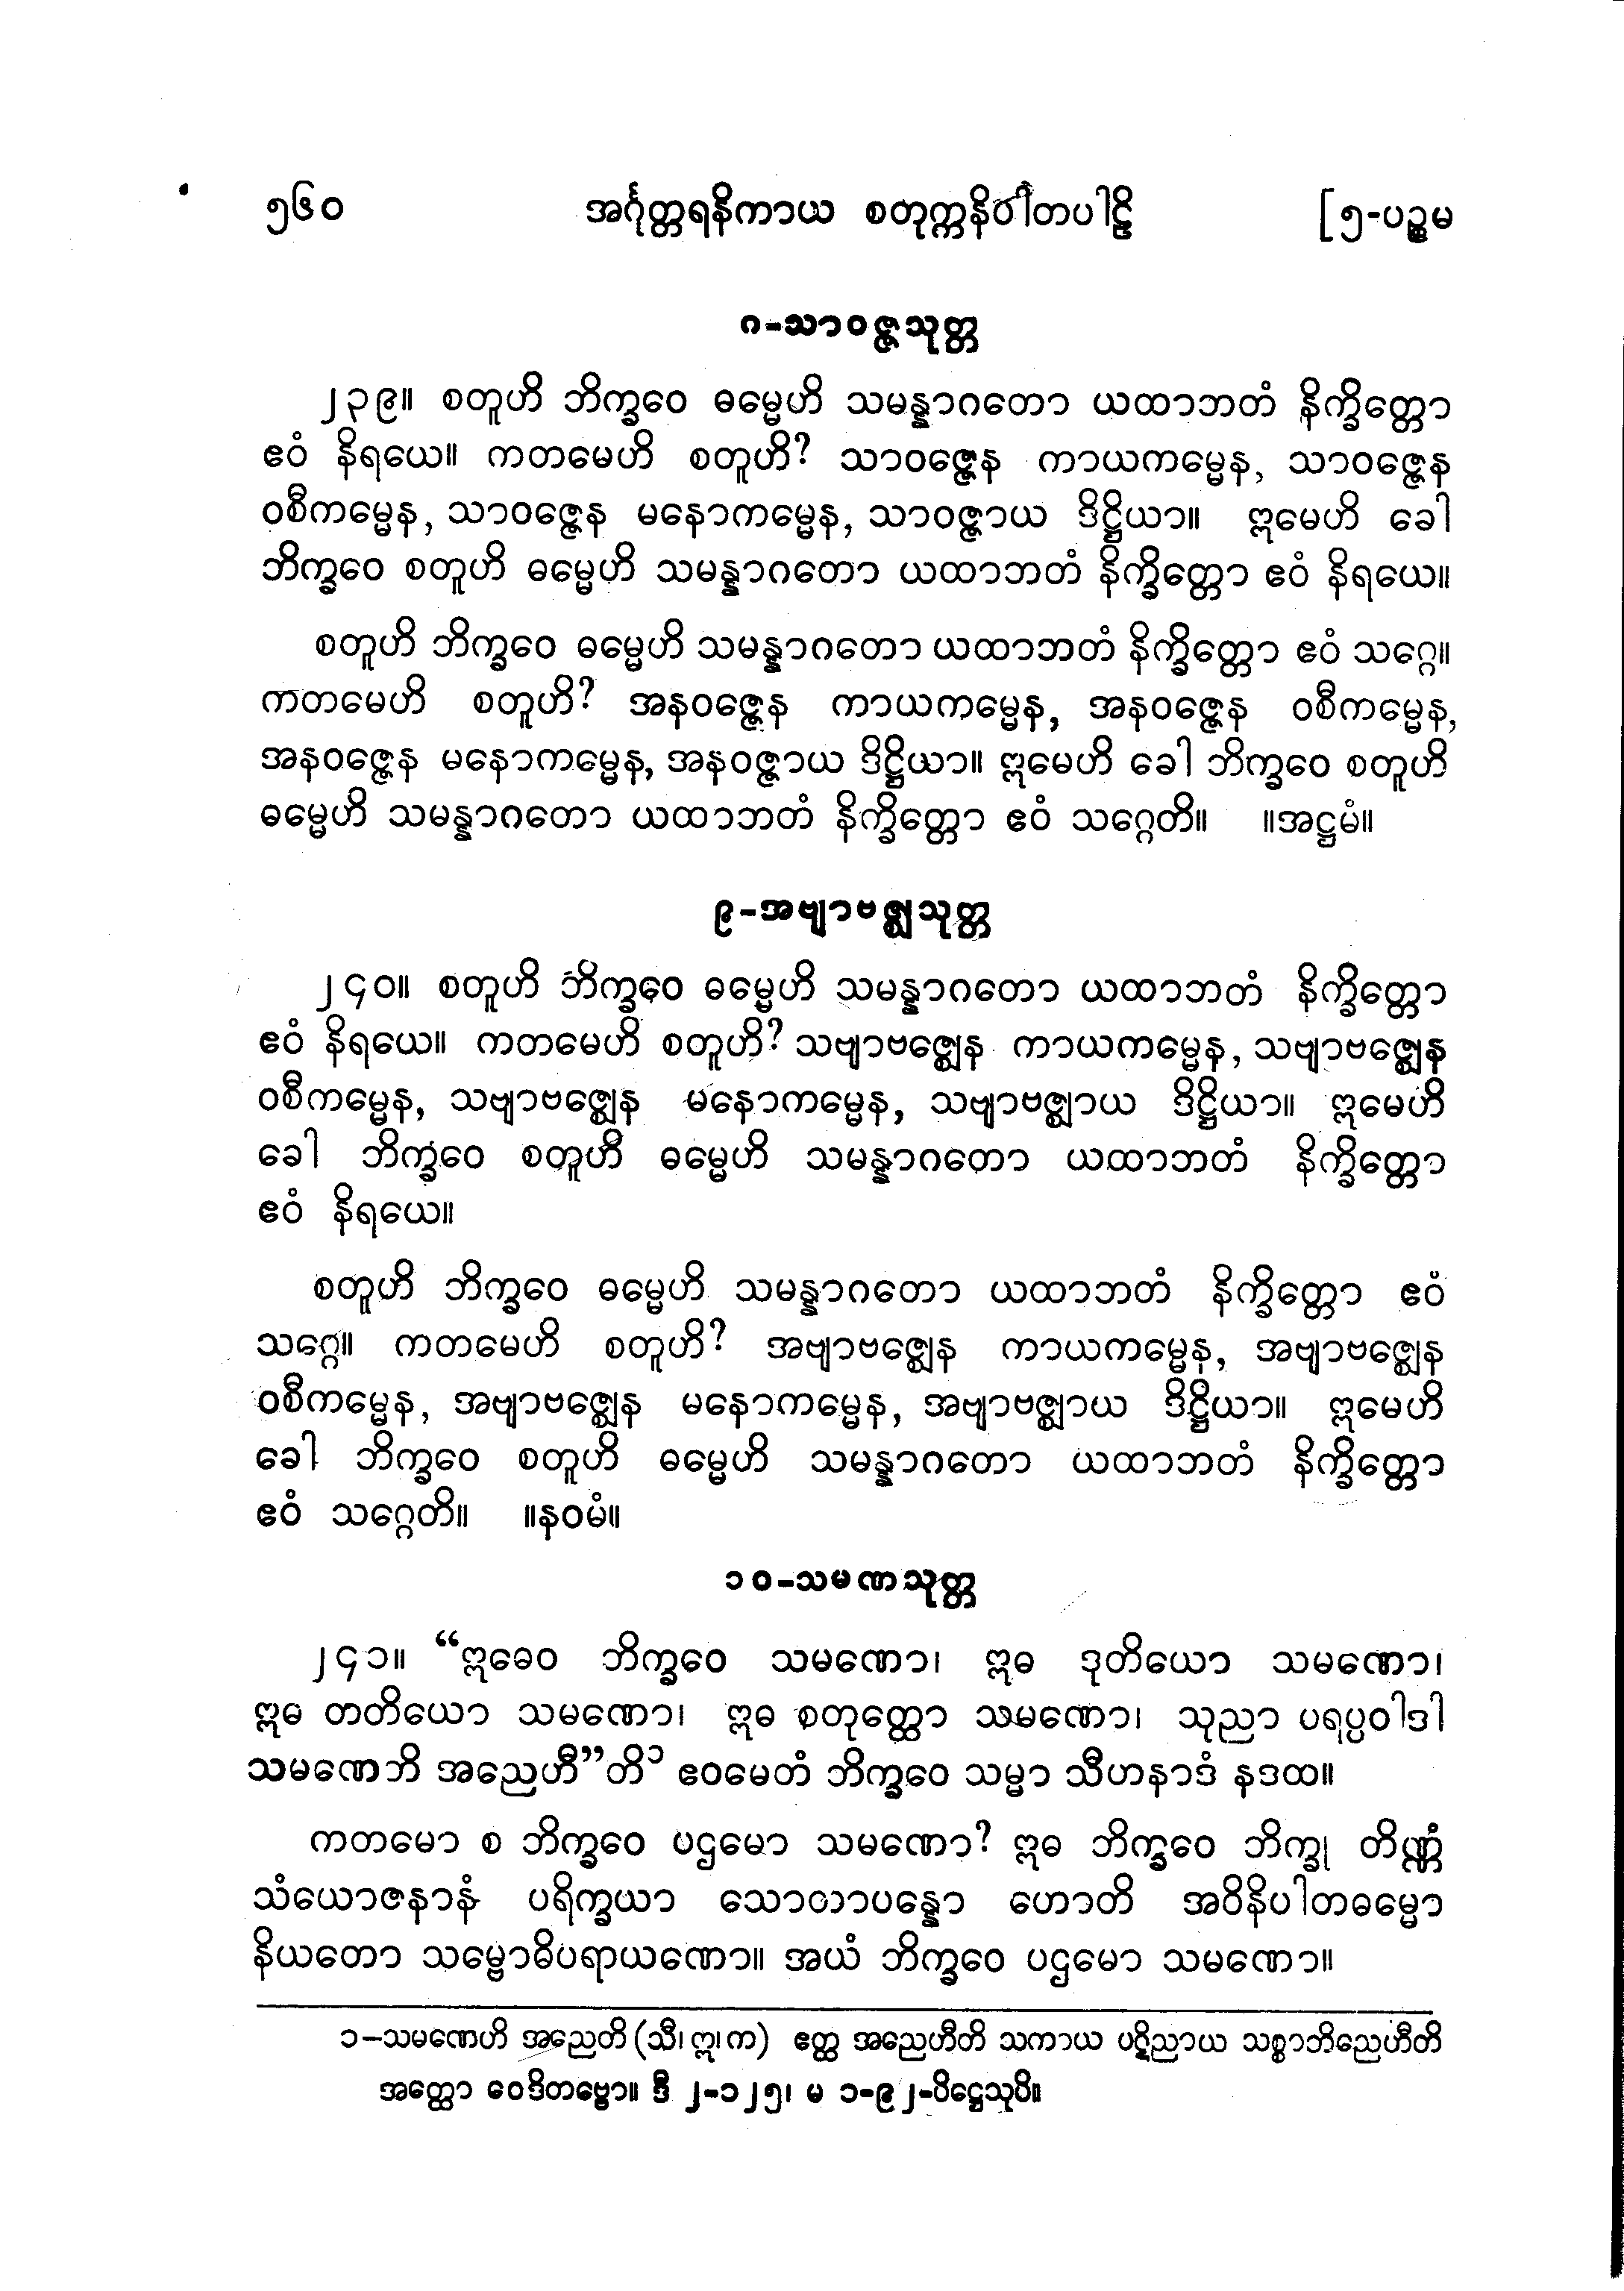 ၅၆၀ အင်္ဂုတ္တရနိကာယ စတုက္ကနိပါတပါဠိ [၅-ပဉ္စမ
၈-သာဝဇ္ဇသုတ္တ
၂၃၉။ စတူဟိ ဘိက္ခဝေ ဓမ္မေဟိ သမန္နာဂတော ယထာဘတံ နိက္ခိတ္တော
ဧဝံ နိရယေ။ ကတမေဟိ စတူဟိ? သာဝဇ္ဇေန ကာယကမ္မေန, သာဝဇ္ဇေန
ဝစီကမ္မေန, သာဝဇ္ဇေန မနောကမ္မေန, သာဝဇ္ဇာယ ဒိဋ္ဌိယာ။ ဣမေဟိ ခေါ
ဘိက္ခဝေ စတူဟိ ဓမ္မေဟိ သမန္နာဂတော ယထာဘတံ နိက္ခိတ္တော ဧဝံ နိရယေ။
စတူဟိ ဘိက္ခဝေ ဓမ္မေဟိ သမန္နာဂတော ယထာဘတံ နိက္ခိတ္တော ဧဝံ သဂ္ဂေ။
ကတမေဟိ စတူဟိ? အနဝဇ္ဇေန ကာယကမ္မေန, အနဝဇ္ဇေန ဝစီကမ္မေန,
အနဝဇ္ဇေန မနောကမ္မေန, အနဝဇ္ဇာယ ဒိဋ္ဌိယာ။ ဣမေဟိ ခေါ ဘိက္ခဝေ စတူဟိ
ဓမ္မေဟိ သမန္နာဂတော ယထာဘတံ နိက္ခိတ္တော ဧဝံ သဂ္ဂေတိ။ ။အဋ္ဌမံ။
၉-အဗျာဗဇ္ဈသုတ္တ
၂၄၀။ စတူဟိ ဘိက္ခဝေ ဓမ္မေဟိ သမန္နာဂတော ယထာဘတံ နိက္ခိတ္တော
ဧဝံ နိရယေ။ ကတမေဟိ စတူဟိ? သဗျာဗဇ္ဈေန ကာယကမ္မေန, သဗျာဗဇ္ဈေန
ဝစီကမ္မေန, သဗျာဗဇ္ဈေန မနောကမ္မေန, သဗျာဗဇ္ဈာယ ဒိဋ္ဌိယာ။ ဣမေဟိ
ခေါ ဘိက္ခဝေ စတူဟိ ဓမ္မေဟိ သမန္နာဂတော ယထာဘတံ နိက္ခိတ္တော
ဧဝံ နိရယေ။
စတူဟိ ဘိက္ခဝေ ဓမ္မေဟိ သမန္နာဂတော ယထာဘတံ နိက္ခိတ္တော ဧဝံ
သဂ္ဂေ။ ကတမေဟိ စတူဟိ? အဗျာဗဇ္ဈေန ကာယကမ္မေန, အဗျာဗဇ္ဈေန
ဝစီကမ္မေန, အဗျာဗဇ္ဈေန မနောကမ္မေန, အဗျာဗဇ္ဈာယ ဒိဋ္ဌိယာ။ ဣမေဟိ
ခေါ ဘိက္ခဝေ စတူဟိ ဓမ္မေဟိ သမန္နာဂတော ယထာဘတံ နိက္ခိတ္တော
ဧဝံ သဂ္ဂေတိ။ ။နဝမံ။
၁၀-သမဏသုတ္တ
၂၄၁။ “ဣဓေဝ ဘိက္ခဝေ သမဏော၊ ဣဓ ဒုတိယော သမဏော၊
ဣဓ တတိယော သမဏော၊ ဣဓ စတုတ္ထော သမဏော၊ သုညာ ပရပ္ပဝါဒါ
သမဏေဘိ အညေဟီ”တိ၁ ဧဝမေတံ ဘိက္ခဝေ သမ္မာ သီဟနာဒံ နဒထ။
ကတမော စ ဘိက္ခဝေ ပဌမော သမဏော? ဣဓ ဘိက္ခဝေ ဘိက္ခု တိဏ္ဏံ
သံယောဇနာနံ ပရိက္ခယာ သောတာပန္နော ဟောတိ အဝိနိပါတဓမ္မော
နိယတော သမ္ဗောဓိပရာယဏော။ အယံ ဘိက္ခဝေ ပဌမော သမဏော။
၁-သမဏေဟိ အညေတိ (သီ၊ ဣ၊ က) ဧတ္ထ အညေဟီတိ သကာယ ပဋိညာယ သစ္စာဘိညေဟီတိ
အတ္ထော ဝေဒိတဗ္ဗော။ ဒီ ၂-၁၂၅၊ မ ၁-၉၂-ပိဋ္ဌေသုပိ။